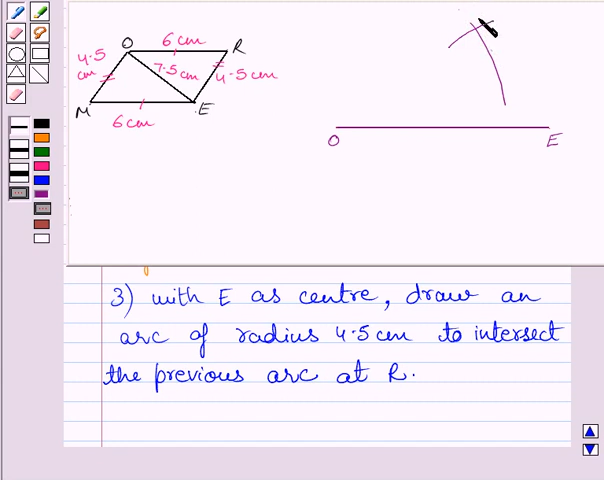 O
6 cm
R
4.5
cm
7.5 cm
4.5 cm
M
6 cm
E
O
E
3) with E as centre, draw an
arc of radius 4.5 cm to intersect
the previous arc at R.